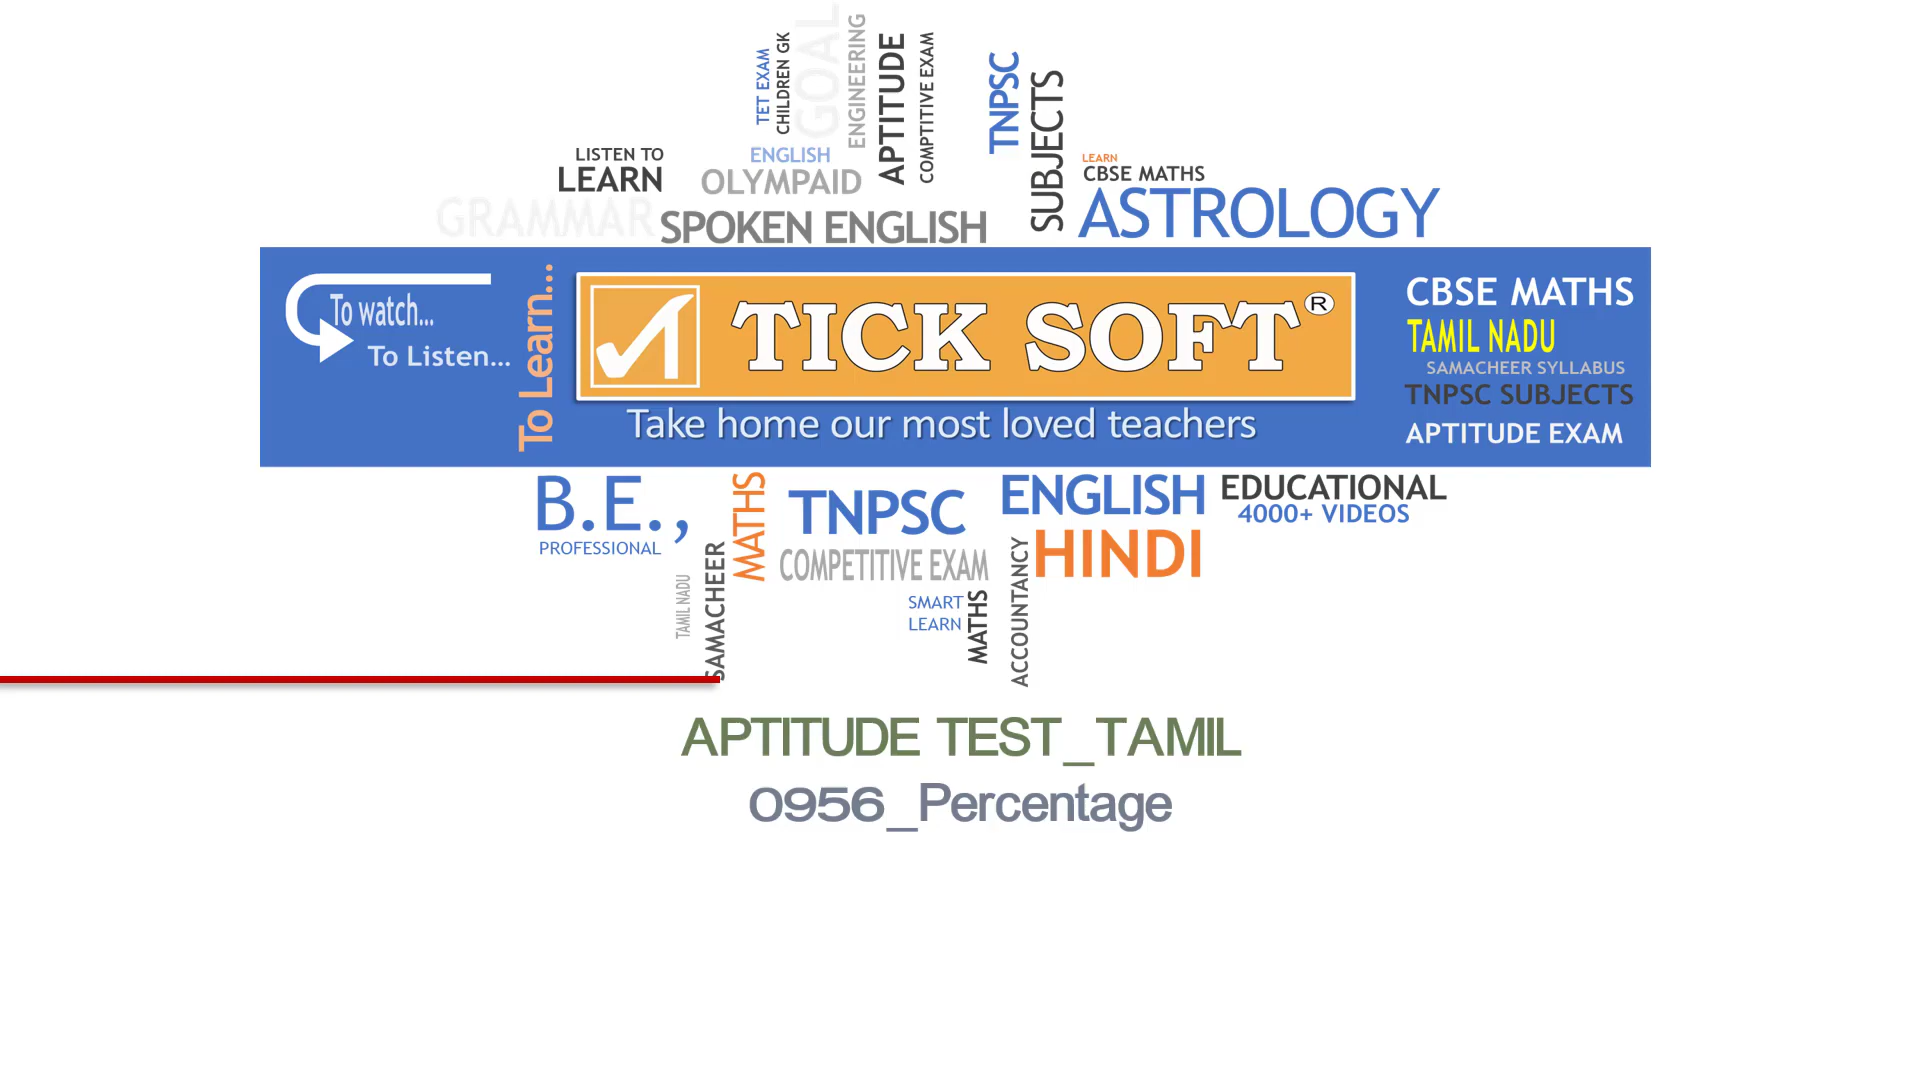 GOAL
ENGINEERING
TET EXAM
CHILDREN GK
APTITUDE
COMPTITIVE EXAM
TNPSC
SUBJECTS
LISTEN TO
LEARN
ENGLISH
OLYMPAID
LEARN
CBSE MATHS
ASTROLOGY
GRAMMAR
SPOKEN ENGLISH
To watch...
To Listen...
To Learn...
TICK SOFT®
Take home our most loved teachers
CBSE MATHS
TAMIL NADU
SAMACHEER SYLLABUS
TNPSC SUBJECTS
APTITUDE EXAM
B.E.,
PROFESSIONAL
TAMIL NADU
SAMACHEER
MATHS
TNPSC
COMPETITIVE EXAM
SMART
LEARN
MATHS
ACCOUNTANCY
ENGLISH
HINDI
EDUCATIONAL
4000+ VIDEOS
APTITUDE TEST_TAMIL
0956_Percentage